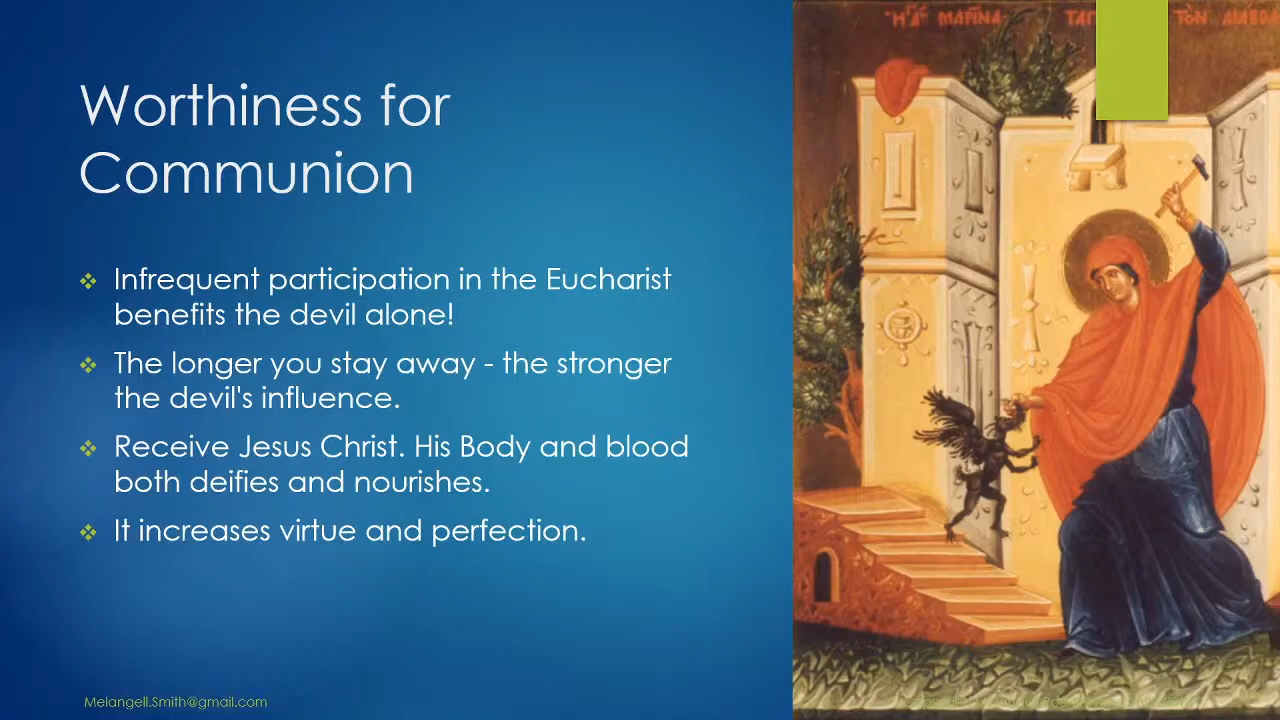 Worthiness for
Communion
Infrequent participation in the Eucharist
benefits the devil alone!
The longer you stay away - the stronger
the devil's influence.
Receive Jesus Christ. His Body and blood
both deifies and nourishes.
It increases virtue and perfection.
ΜΑΡΙΝΑ ΤΟΝ
Melangell.Smith@gmail.com